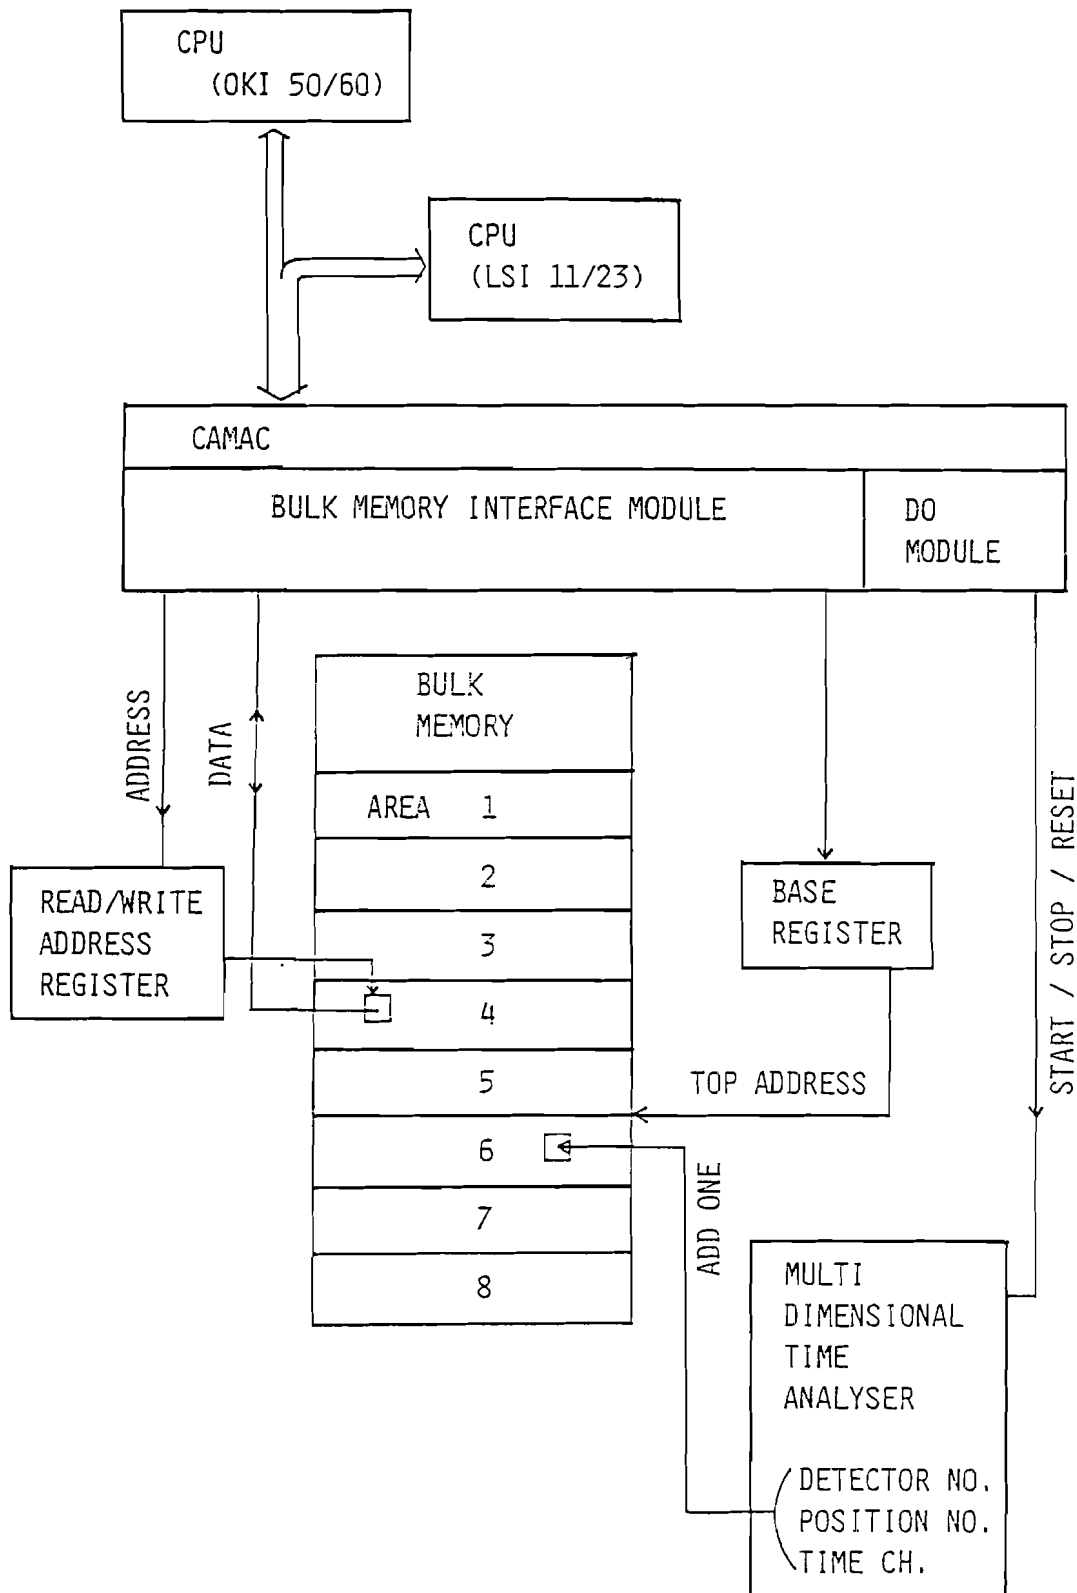 CPU
(OKI 50/60)
CPU
(LSI 11/23)
CAMAC
BULK MEMORY INTERFACE MODULE
DO
MODULE
ADDRESS
DATA
BULK
MEMORY
AREA 1
2
3
4
5
6
7
8
READ/WRITE
ADDRESS
REGISTER
BASE
REGISTER
TOP ADDRESS
START / STOP / RESET
ADD ONE
MULTI
DIMENSIONAL
TIME
ANALYSER
DETECTOR NO.
POSITION NO.
TIME CH.